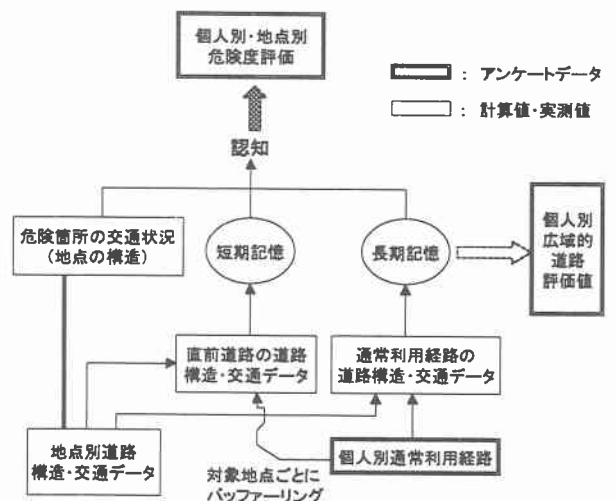 個人別・地点別
危険度評価
： アンケートデータ
： 計算値・実測値
認知
危険箇所の交通状況
（地点の構造）
短期記憶
長期記憶
個人別
広域的
道路
評価値
直前道路の道路
構造・交通データ
通常利用経路の
道路構造・交通データ
地点別道路
構造・交通データ
対象地点ごとに
バッファーリング
個人別通常利用経路